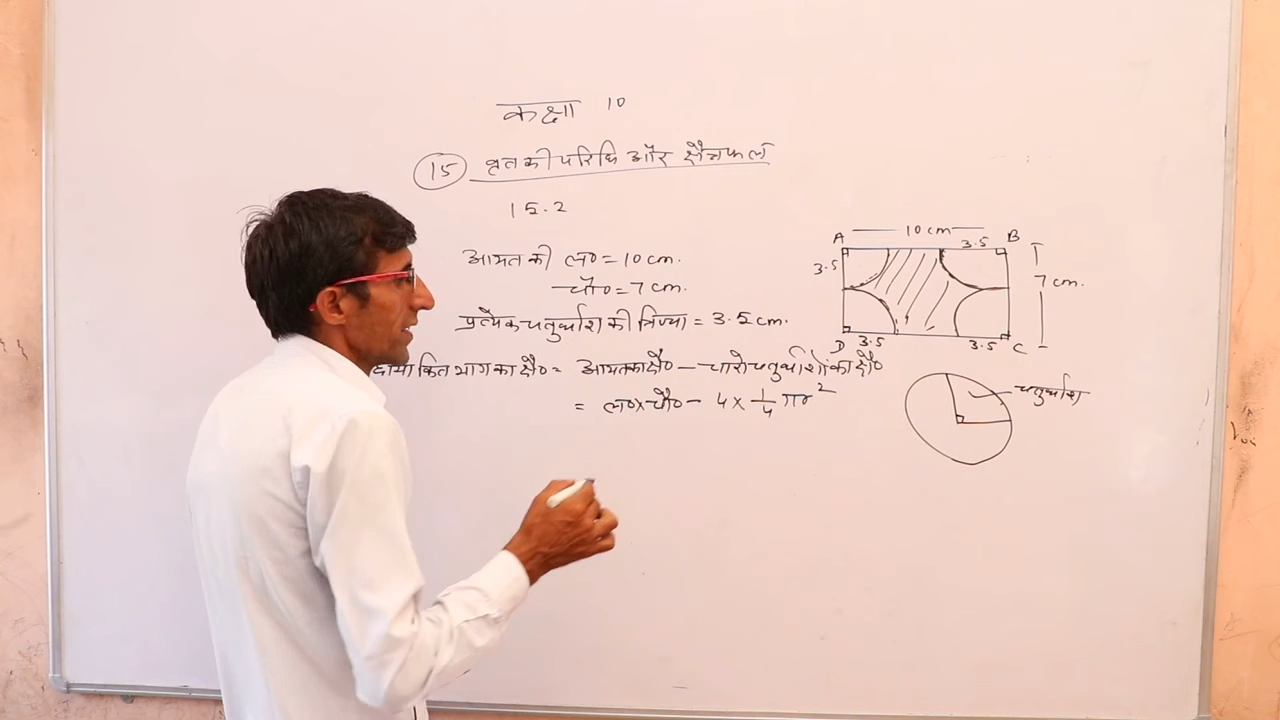 कक्षा 10
15 वृत की परिधि और क्षैत्रफल
15.2
आयत की ल० = 10 cm.
चौ० = 7 cm.
प्रत्येक चतुर्थाश की त्रिज्या = 3.5 cm.
छाया कित भाग का क्षै० = आयत का क्षै० - चारो चतुर्थाशों का क्षै०
= ल० x चौ० - 4 x 1/4 πr²
A 10 cm B
3.5
3.5
7 cm.
D 3.5 3.5 C
चतुर्थाश